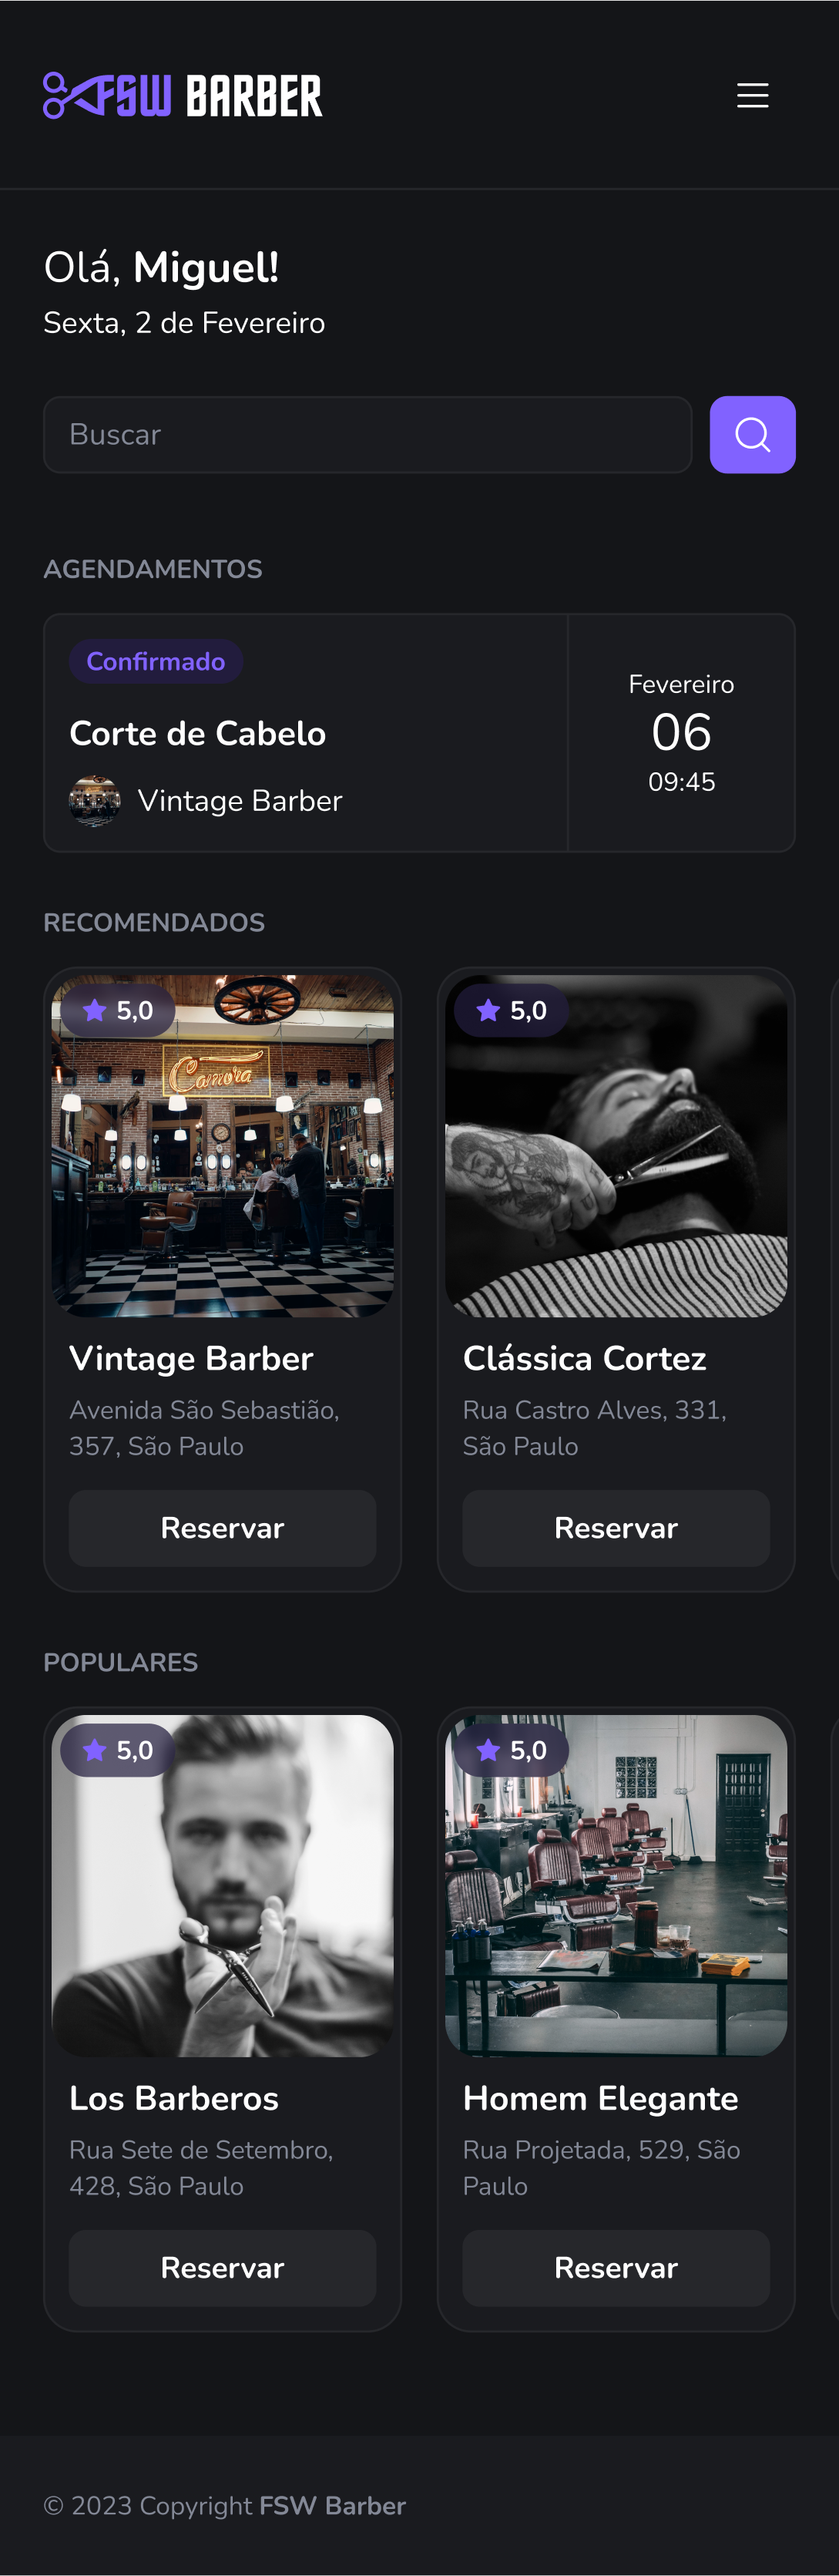 FSW BARBER
Olá, Miguel!
Sexta, 2 de Fevereiro
Buscar
AGENDAMENTOS
Confirmado
Corte de Cabelo
Vintage Barber
Fevereiro
06
09:45
RECOMENDADOS
5,0
Camora
Vintage Barber
Avenida São Sebastião,
357, São Paulo
Reservar
5,0
Clássica Cortez
Rua Castro Alves, 331,
São Paulo
Reservar
POPULARES
5,0
Los Barberos
Rua Sete de Setembro,
428, São Paulo
Reservar
5,0
Homem Elegante
Rua Projetada, 529, São
Paulo
Reservar
© 2023 Copyright FSW Barber